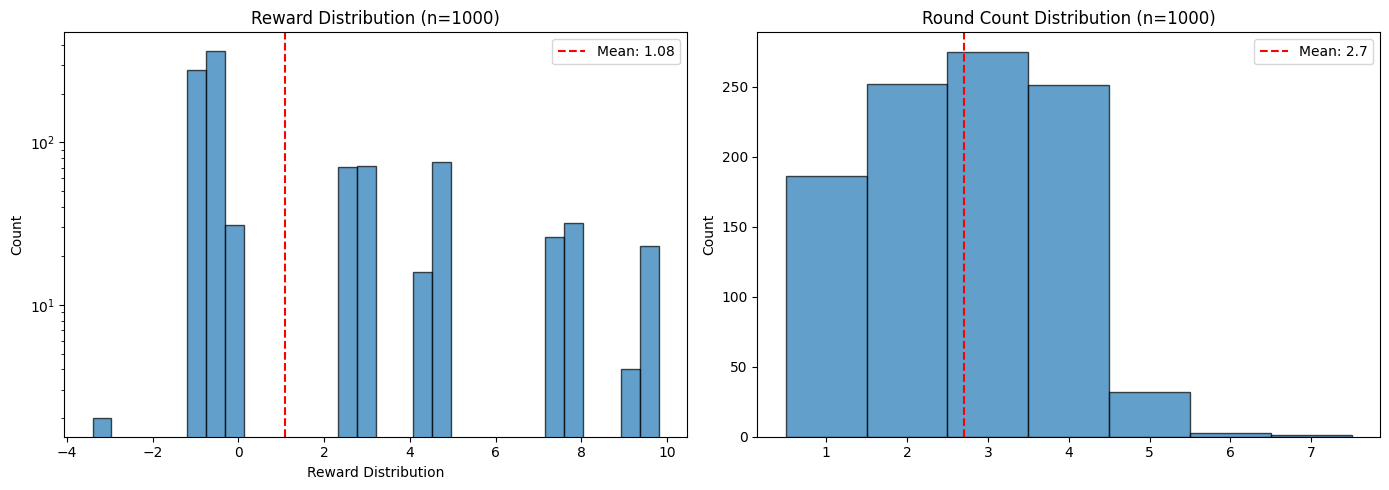 Reward Distribution (n=1000)
Mean: 1.08
Count
10²
10¹
−4 −2 0 2 4 6 8 10
Reward Distribution
Round Count Distribution (n=1000)
Mean: 2.7
Count
250
200
150
100
50
0
1 2 3 4 5 6 7